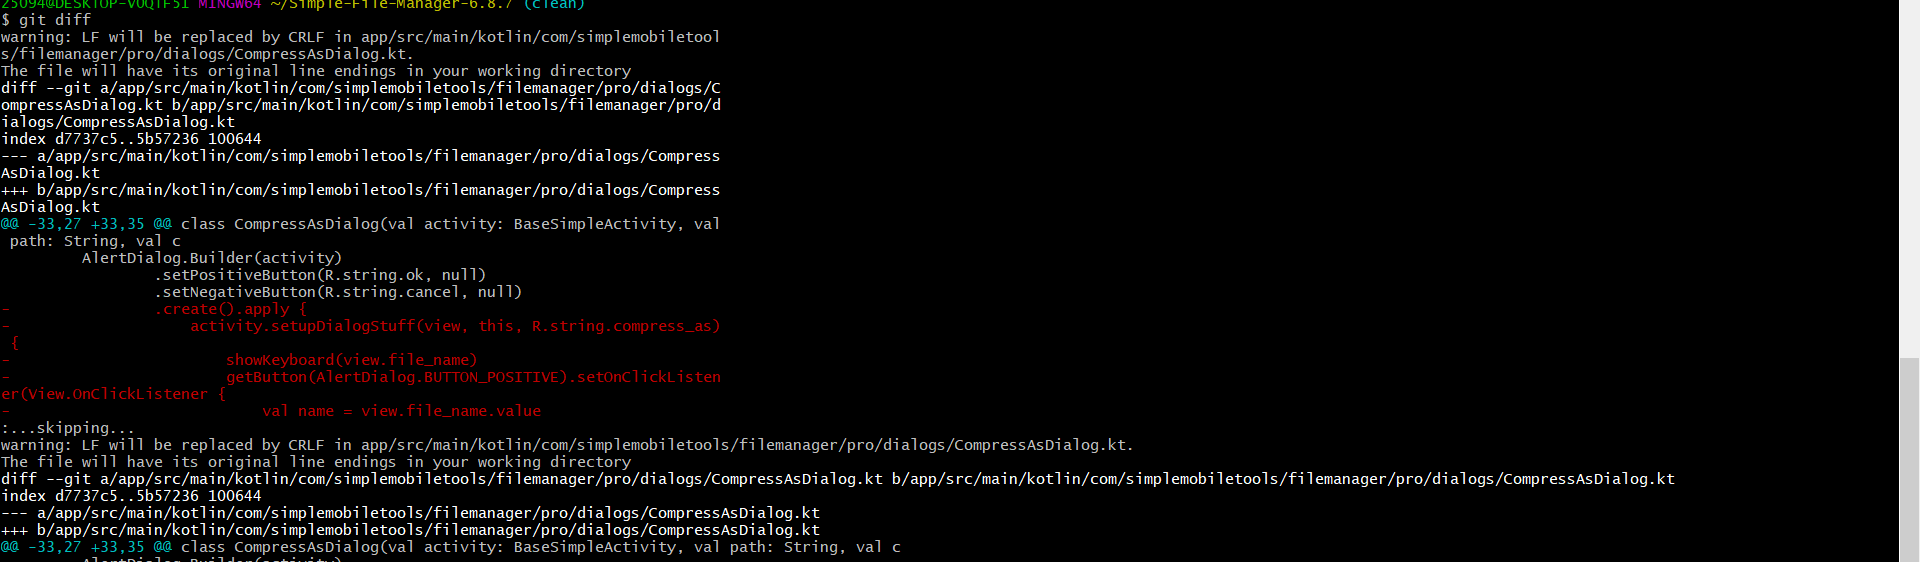 25094@DESKTOP-V0QTF51 MINGW64 ~/Simple-File-Manager-6.8.7 (clean)
$ git diff
warning: LF will be replaced by CRLF in app/src/main/kotlin/com/simplemobiletool
s/filemanager/pro/dialogs/CompressAsDialog.kt.
The file will have its original line endings in your working directory
diff --git a/app/src/main/kotlin/com/simplemobiletools/filemanager/pro/dialogs/C
ompressAsDialog.kt b/app/src/main/kotlin/com/simplemobiletools/filemanager/pro/d
ialogs/CompressAsDialog.kt
index d7737c5..5b57236 100644
--- a/app/src/main/kotlin/com/simplemobiletools/filemanager/pro/dialogs/Compress
AsDialog.kt
+++ b/app/src/main/kotlin/com/simplemobiletools/filemanager/pro/dialogs/Compress
AsDialog.kt
@@ -33,27 +33,35 @@ class CompressAsDialog(val activity: BaseSimpleActivity, val
 path: String, val c
         AlertDialog.Builder(activity)
                 .setPositiveButton(R.string.ok, null)
                 .setNegativeButton(R.string.cancel, null)
-                .create().apply {
-                    activity.setupDialogStuff(view, this, R.string.compress_as)
 {
-                        showKeyboard(view.file_name)
-                        getButton(AlertDialog.BUTTON_POSITIVE).setOnClickListen
er(View.OnClickListener {
-                            val name = view.file_name.value
:...skipping...
warning: LF will be replaced by CRLF in app/src/main/kotlin/com/simplemobiletools/filemanager/pro/dialogs/CompressAsDialog.kt.
The file will have its original line endings in your working directory
diff --git a/app/src/main/kotlin/com/simplemobiletools/filemanager/pro/dialogs/CompressAsDialog.kt b/app/src/main/kotlin/com/simplemobiletools/filemanager/pro/dialogs/CompressAsDialog.kt
index d7737c5..5b57236 100644
--- a/app/src/main/kotlin/com/simplemobiletools/filemanager/pro/dialogs/CompressAsDialog.kt
+++ b/app/src/main/kotlin/com/simplemobiletools/filemanager/pro/dialogs/CompressAsDialog.kt
@@ -33,27 +33,35 @@ class CompressAsDialog(val activity: BaseSimpleActivity, val path: String, val c
         AlertDialog.Builder(activity)